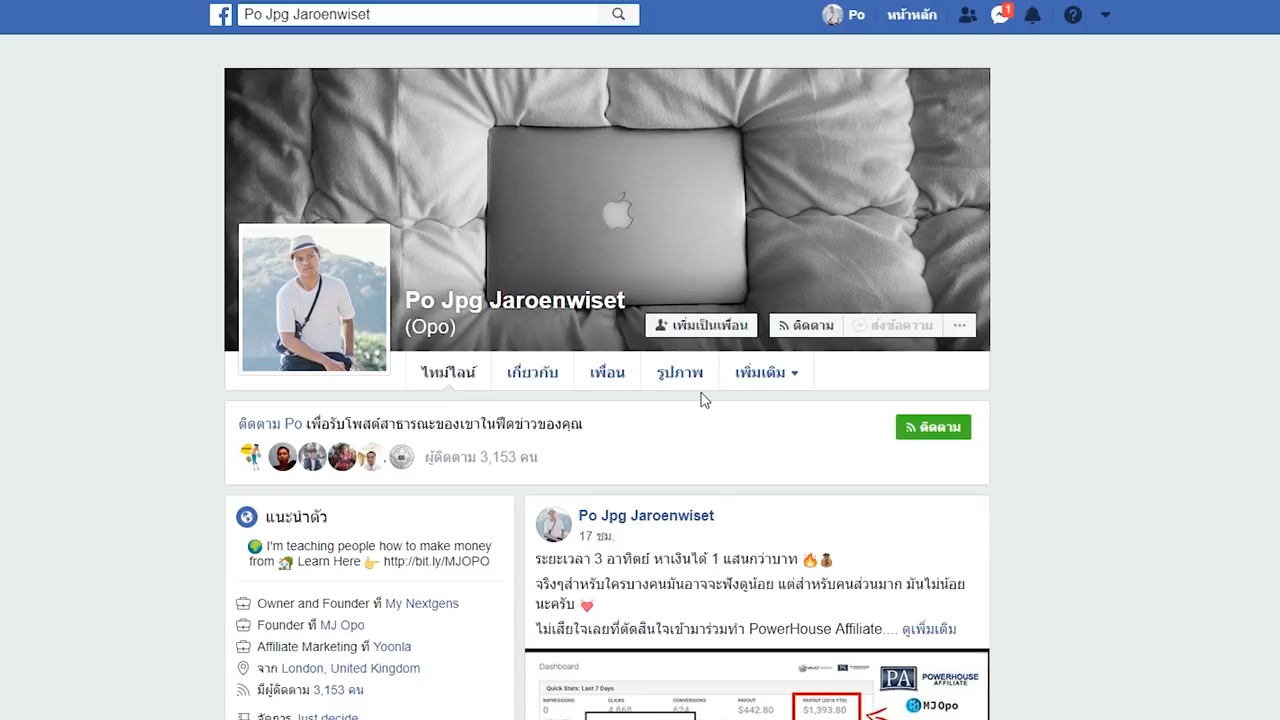 Po Jpg Jaroenwiset
Po
หน้าหลัก
1
Po Jpg Jaroenwiset
(Opo)
เพิ่มเป็นเพื่อน
ติดตาม
ส่งข้อความ
ไทม์ไลน์
เกี่ยวกับ
เพื่อน
รูปภาพ
เพิ่มเติม
ติดตาม Po เพื่อรับโพสต์สาธารณะของเขาในฟีดข่าวของคุณ
ติดตาม
ผู้ติดตาม 3,153 คน
แนะนำตัว
I'm teaching people how to make money
from Learn Here http://bit.ly/MJOPO
Owner and Founder ที่ My Nextgens
Founder ที่ MJ Opo
Affiliate Marketing ที่ Yoonla
จาก London, United Kingdom
มีผู้ติดตาม 3,153 คน
จัดการ Just decide
Po Jpg Jaroenwiset
17 ชม.
ระยะเวลา 3 อาทิตย์ หาเงินได้ 1 แสนกว่าบาท
จริงๆสำหรับใครบางคนมันอาจจะฟังดูน้อย แต่สำหรับคนส่วนมาก มันไม่น้อย
นะครับ
ไม่เสียใจเลยที่ตัดสินใจเข้ามาร่วมทำ PowerHouse Affiliate.... ดูเพิ่มเติม
Dashboard
PA POWERHOUSE
AFFILIATE
Quick Stats: Last 7 Days
IMPRESSIONS
CLICKS
CONVERSIONS
PAYOUT
PAYOUT (2018 YTD)
0
4,868
624
$442.80
$1,393.80
MJ Opo